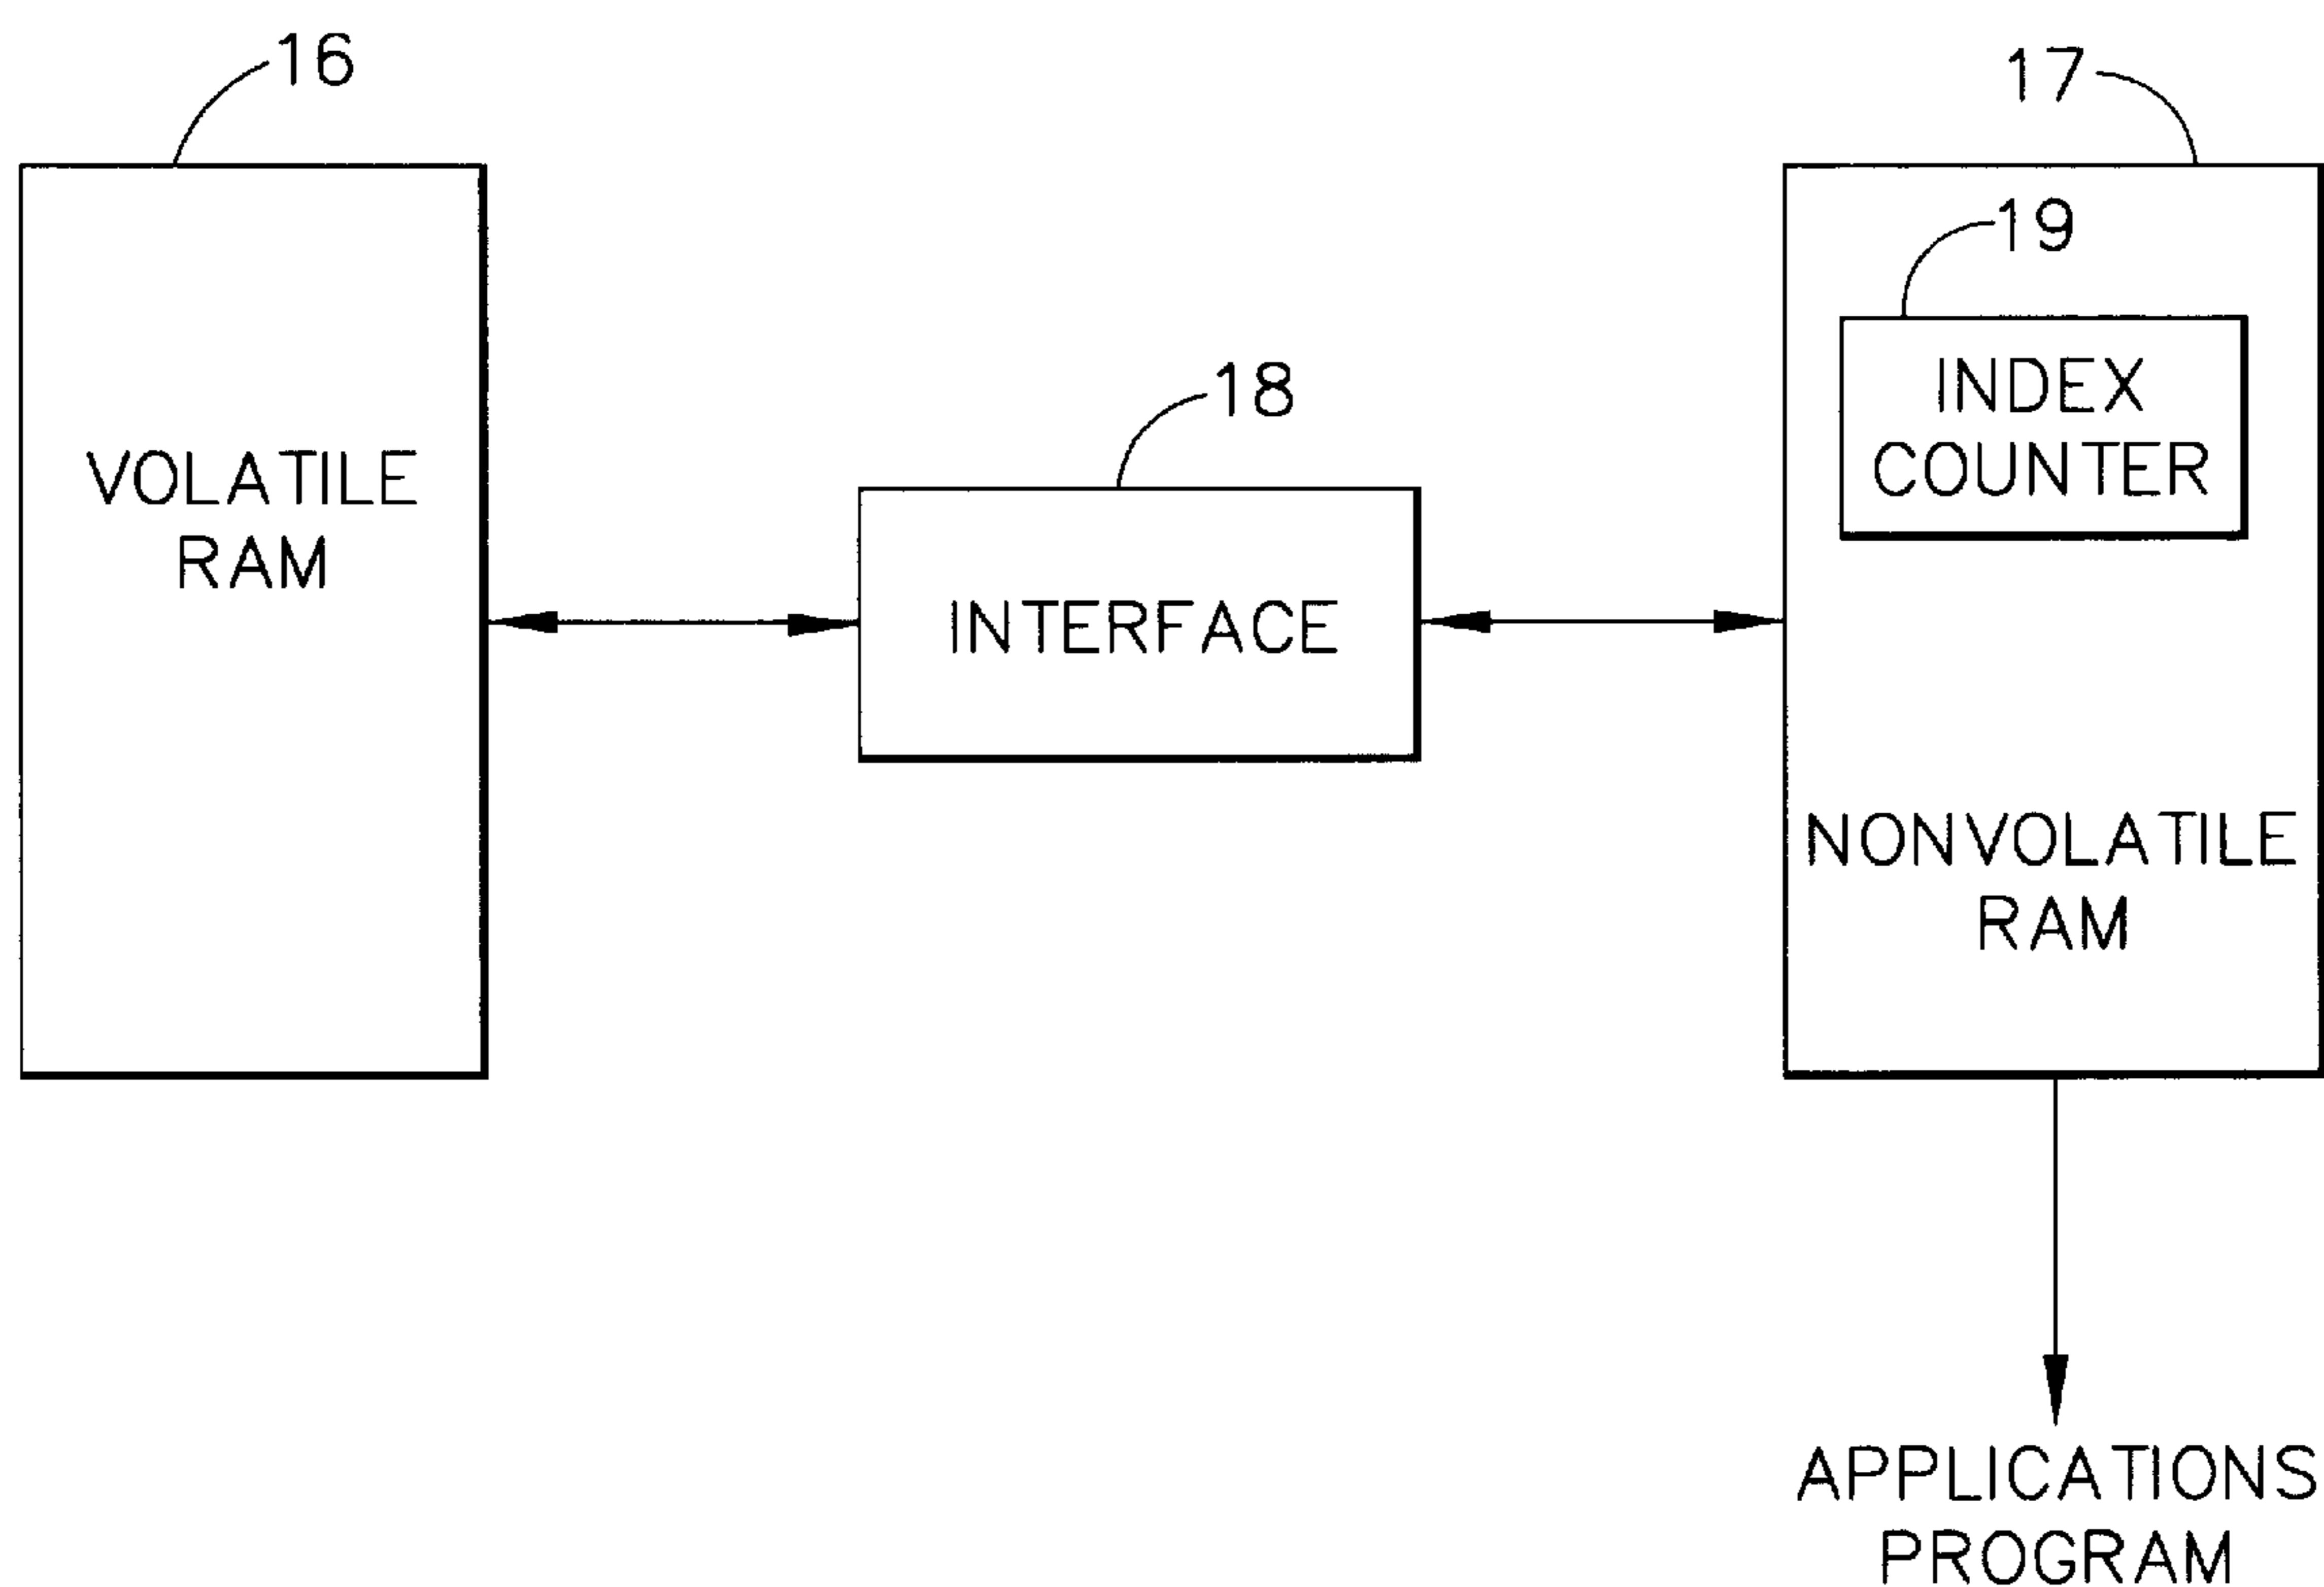 16
17
19
INDEX
COUNTER
18
VOLATILE
RAM
INTERFACE
NONVOLATILE
RAM
APPLICATIONS
PROGRAM